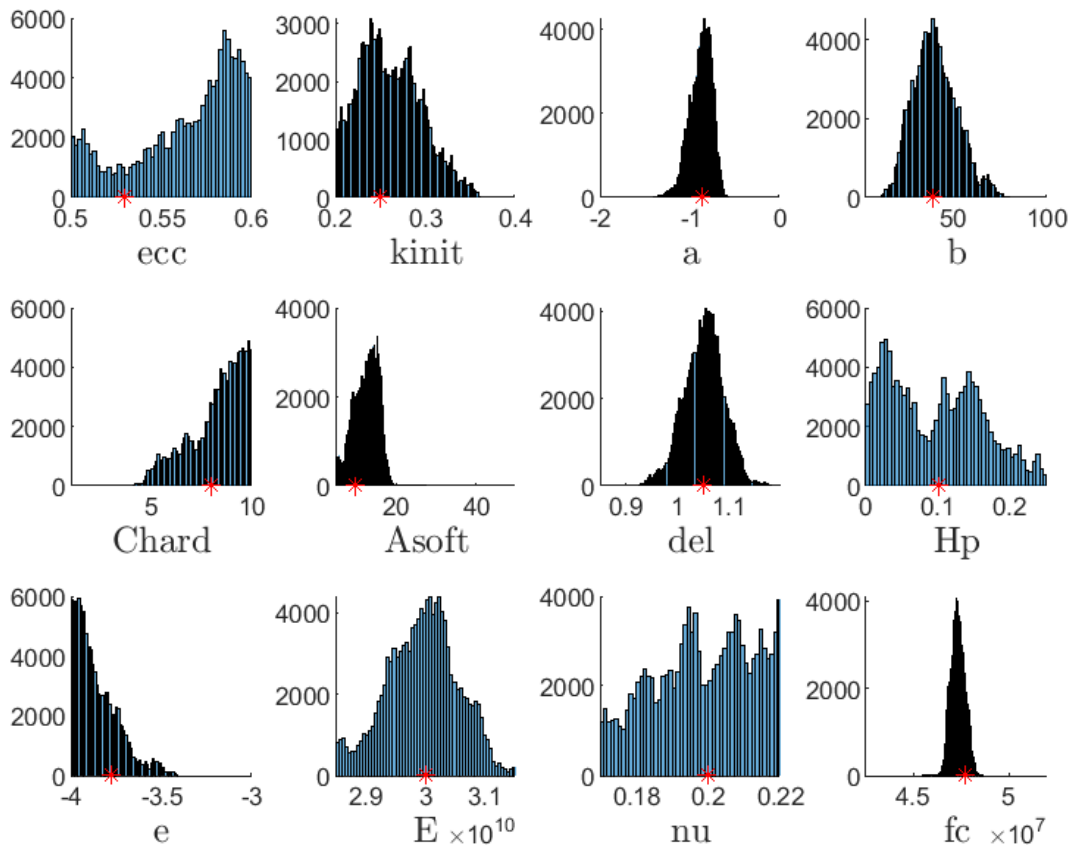 6000
4000
2000
0
0.5 0.55 0.6
ecc
3000
2000
1000
0
0.2 0.3 0.4
kinit
4000
2000
0
-2 -1 0
a
4000
2000
0
50 100
b
6000
4000
2000
0
5 10
Chard
4000
2000
0
20 40
Asoft
4000
2000
0
0.9 1 1.1
del
6000
4000
2000
0
0 0.1 0.2
Hp
6000
4000
2000
0
-4 -3.5 -3
e
4000
2000
0
2.9 3 3.1
E ×10^10
4000
2000
0
0.18 0.2 0.22
nu
4000
2000
0
4.5 5
fc ×10^7